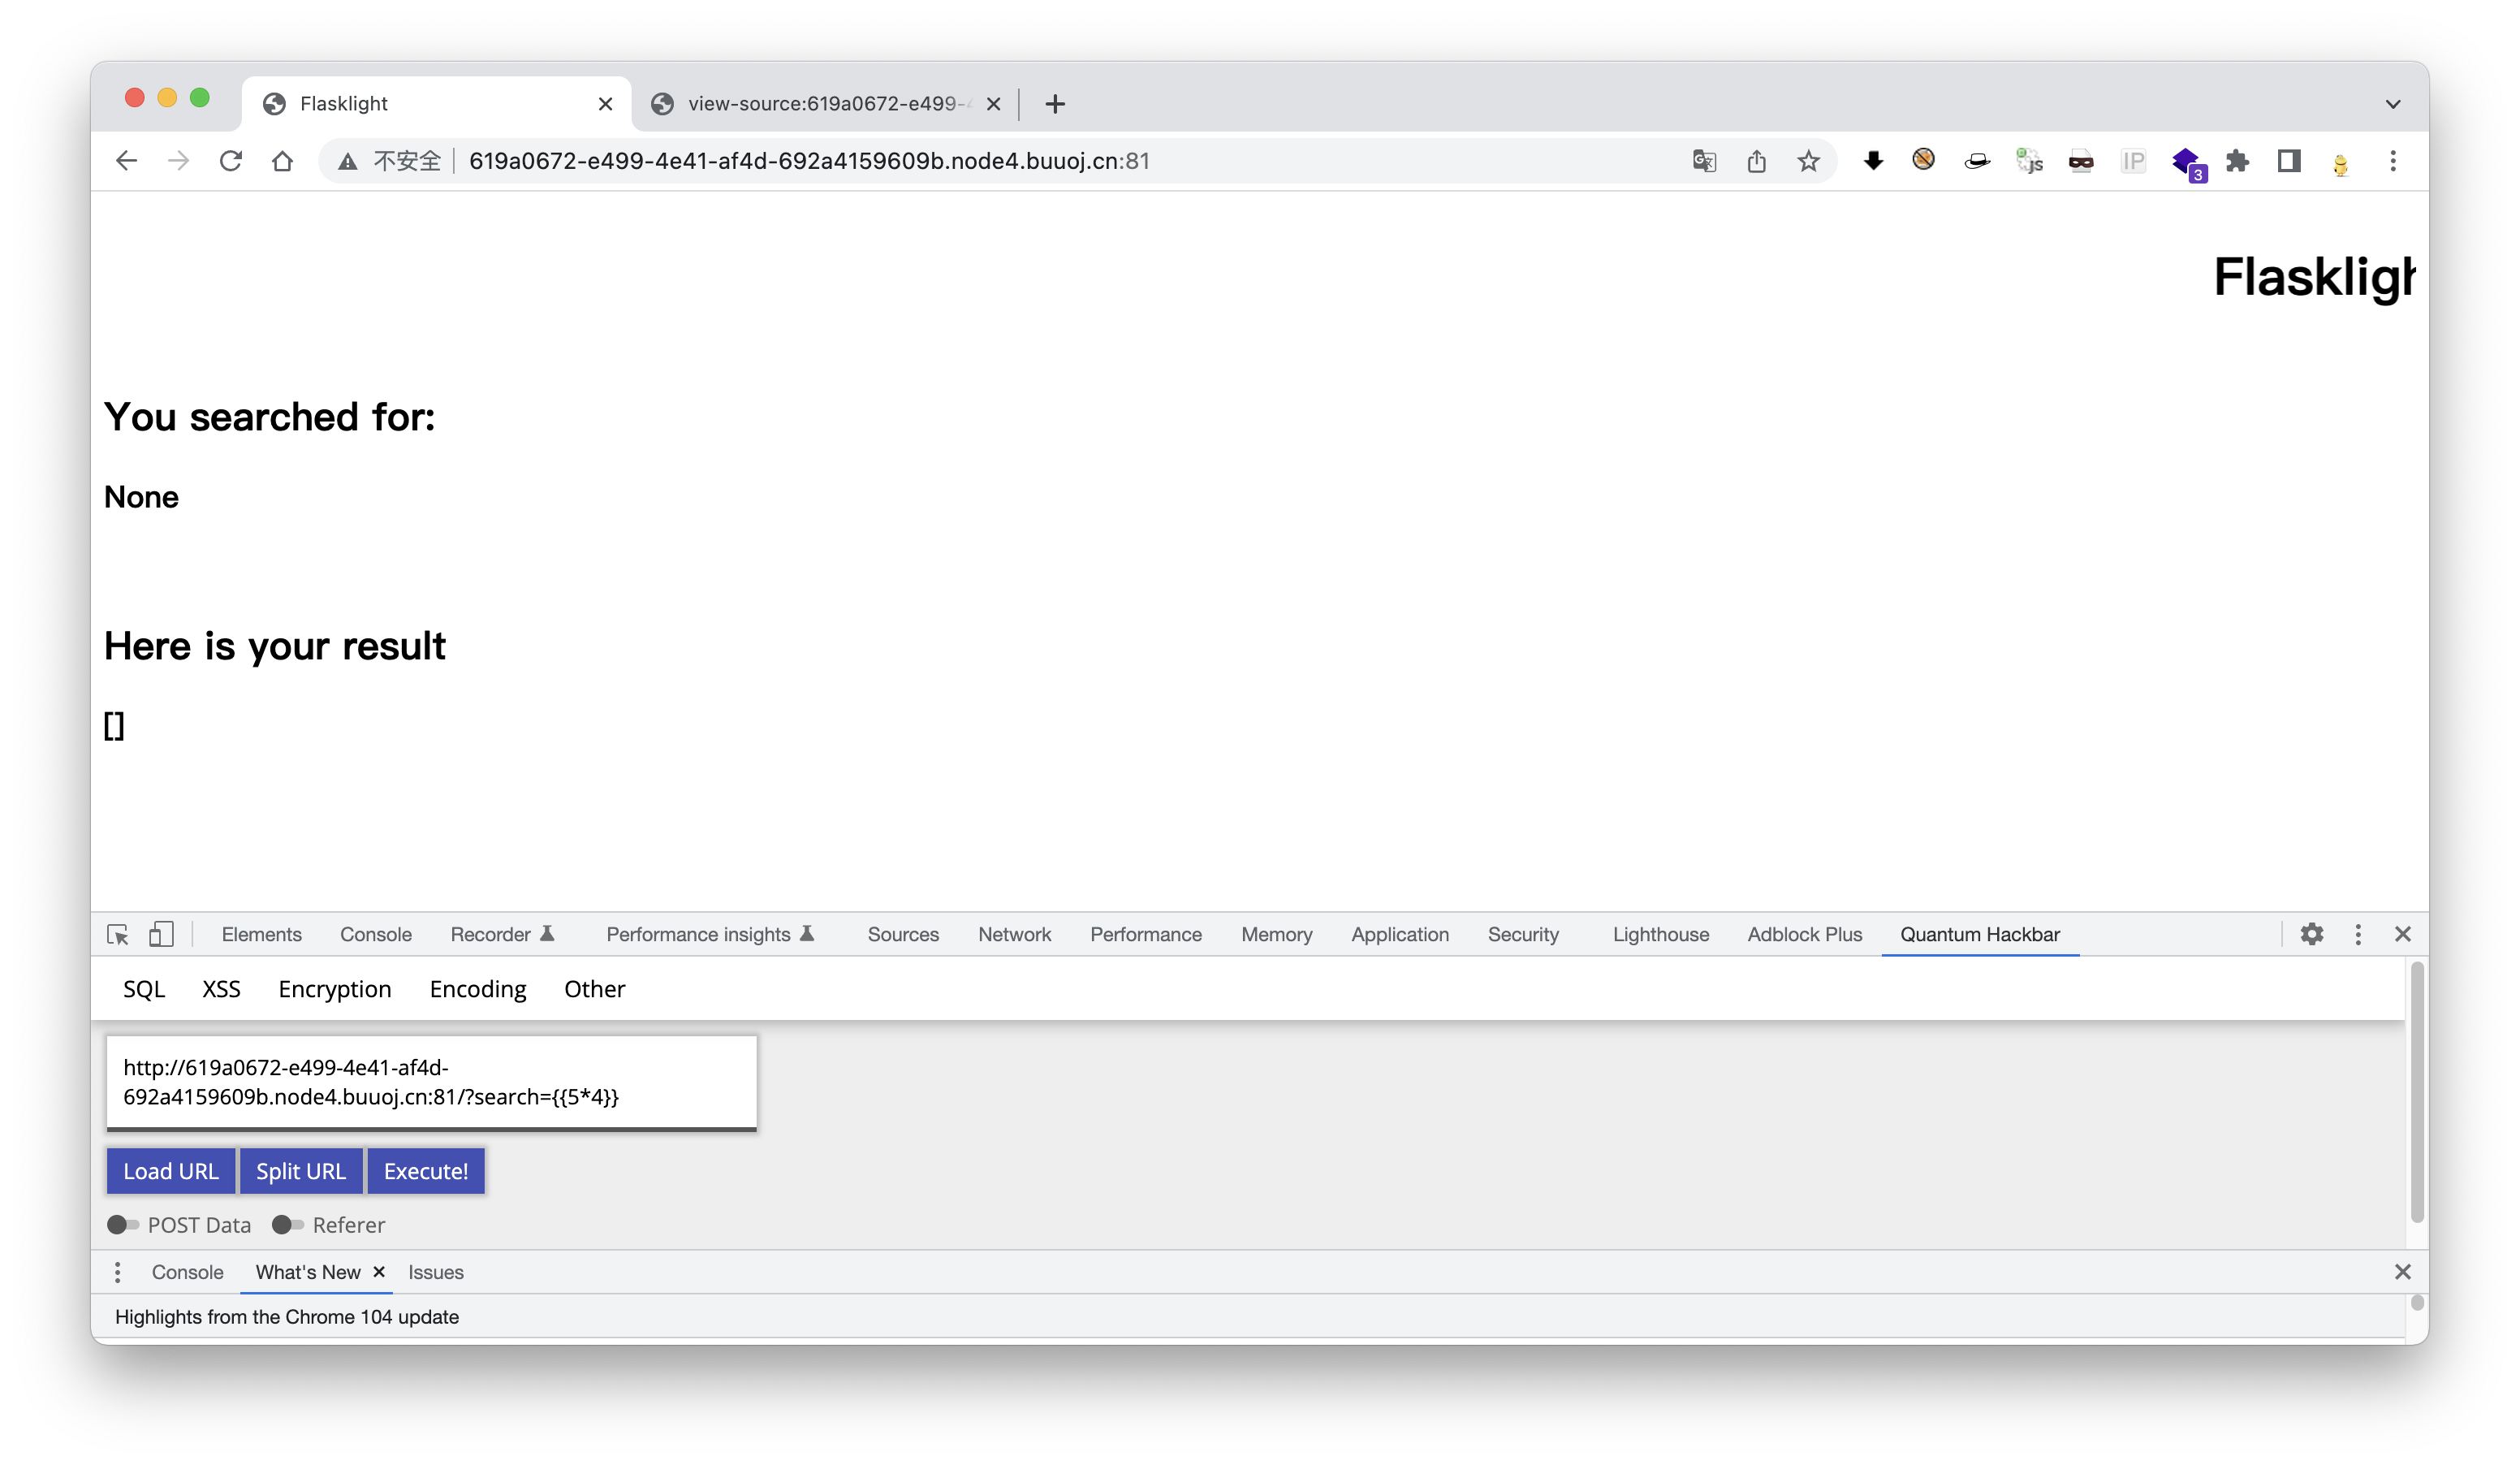 Flasklight
view-source:619a0672-e499-4
不安全
619a0672-e499-4e41-af4d-692a4159609b.node4.buuoj.cn:81
JS
IP
3
Flaskligh
You searched for:
None
Here is your result
[]
Elements Console Recorder Performance insights Sources Network Performance Memory Application Security Lighthouse Adblock Plus Quantum Hackbar
SQL XSS Encryption Encoding Other
http://619a0672-e499-4e41-af4d-
692a4159609b.node4.buuoj.cn:81/?search={{5*4}}
Load URL Split URL Execute!
POST Data Referer
Console What's New Issues
Highlights from the Chrome 104 update